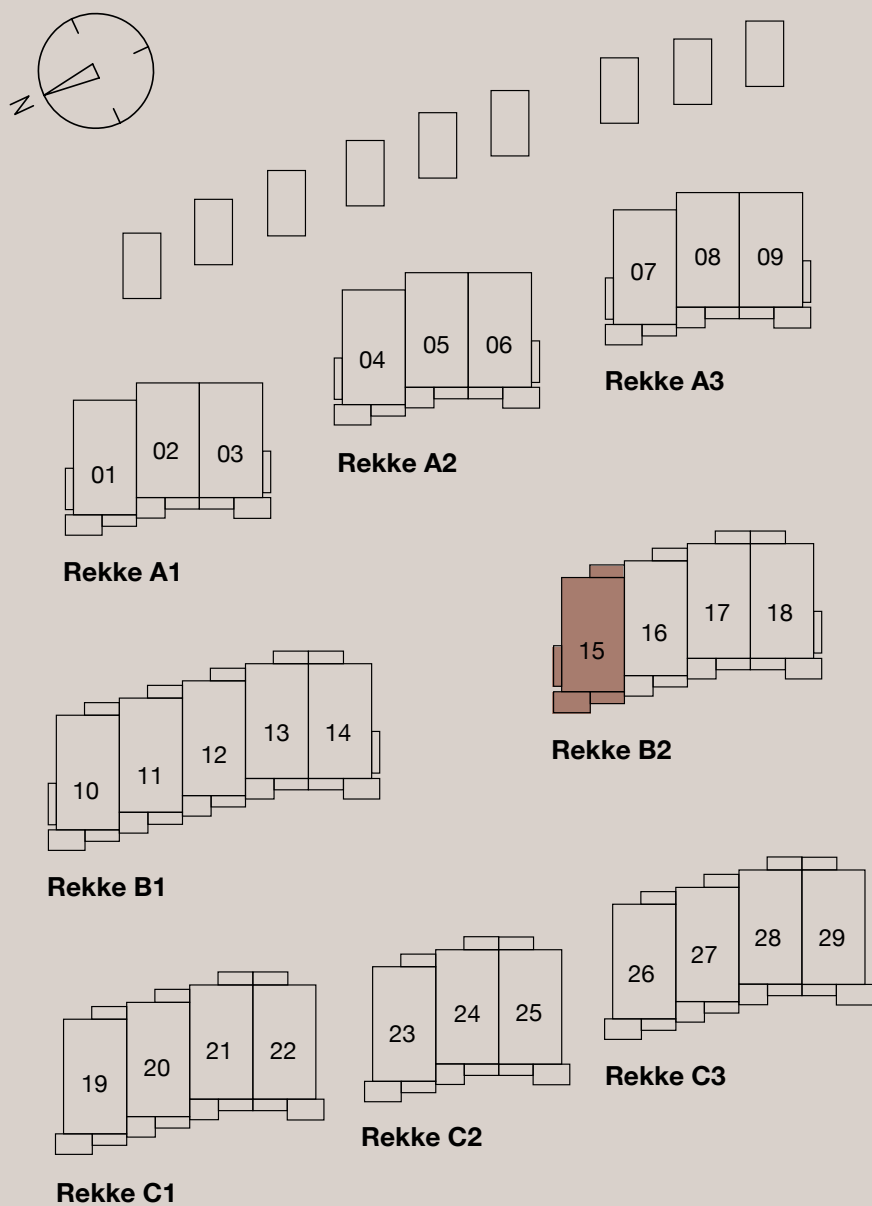 N
07 08 09
Rekke A3
04 05 06
Rekke A2
01 02 03
Rekke A1
15 16 17 18
Rekke B2
10 11 12 13 14
Rekke B1
26 27 28 29
Rekke C3
23 24 25
Rekke C2
19 20 21 22
Rekke C1